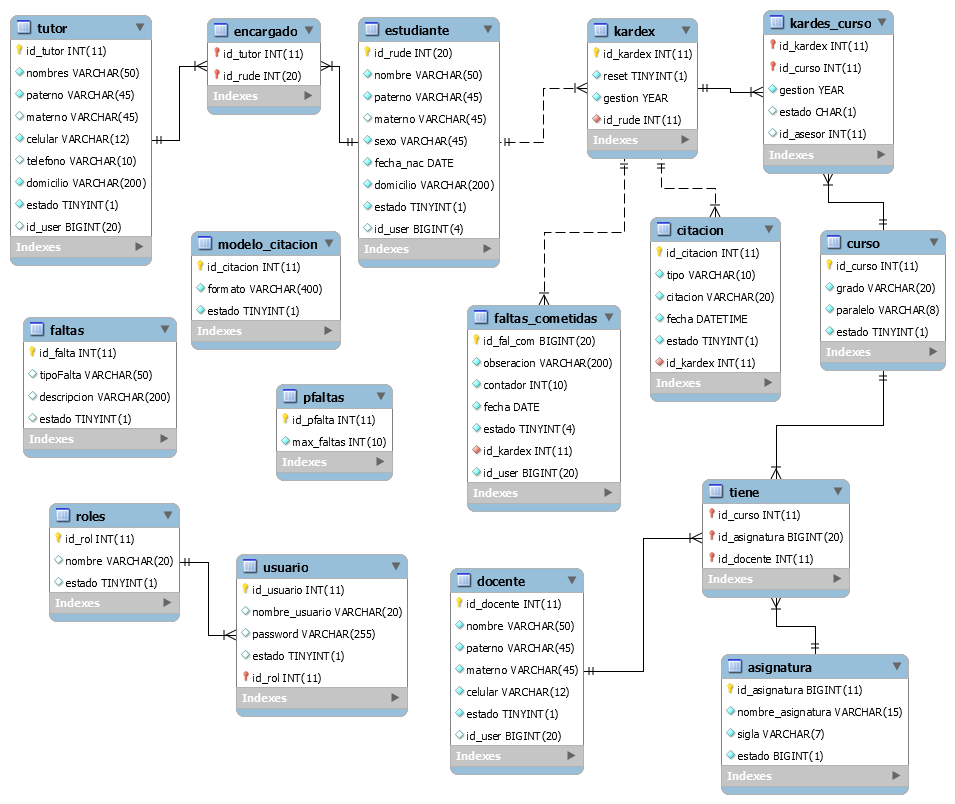 tutor
id_tutor INT(11)
nombres VARCHAR(50)
paterno VARCHAR(45)
materno VARCHAR(45)
celular VARCHAR(12)
telefono VARCHAR(10)
domicilio VARCHAR(200)
estado TINYINT(1)
id_user BIGINT(20)
Indexes
encargado
id_tutor INT(11)
id_rude INT(20)
Indexes
estudiante
id_rude INT(20)
nombre VARCHAR(50)
paterno VARCHAR(45)
materno VARCHAR(45)
sexo VARCHAR(45)
fecha_nac DATE
domicilio VARCHAR(200)
estado TINYINT(1)
id_user BIGINT(4)
Indexes
kardex
id_kardex INT(11)
reset TINYINT(1)
gestion YEAR
id_rude INT(11)
Indexes
kardes_curso
id_kardex INT(11)
id_curso INT(11)
gestion YEAR
estado CHAR(1)
id_asesor INT(11)
Indexes
modelo_citacion
id_citacion INT(11)
formato VARCHAR(400)
estado TINYINT(1)
Indexes
citacion
id_citacion INT(11)
tipo VARCHAR(10)
citacion VARCHAR(20)
fecha DATETIME
estado TINYINT(1)
id_kardex INT(11)
Indexes
curso
id_curso INT(11)
grado VARCHAR(20)
paralelo VARCHAR(8)
estado TINYINT(1)
Indexes
faltas
id_falta INT(11)
tipoFalta VARCHAR(50)
descripcion VARCHAR(200)
estado TINYINT(1)
Indexes
pfaltas
id_pfalta INT(11)
max_faltas INT(10)
Indexes
faltas_cometidas
id_fal_com BIGINT(20)
obseracion VARCHAR(200)
contador INT(10)
fecha DATE
estado TINYINT(4)
id_kardex INT(11)
id_user BIGINT(20)
Indexes
tiene
id_curso INT(11)
id_asignatura BIGINT(20)
id_docente INT(11)
Indexes
roles
id_rol INT(11)
nombre VARCHAR(20)
estado TINYINT(1)
Indexes
usuario
id_usuario INT(11)
nombre_usuario VARCHAR(20)
password VARCHAR(255)
estado TINYINT(1)
id_rol INT(11)
Indexes
docente
id_docente INT(11)
nombre VARCHAR(50)
paterno VARCHAR(45)
materno VARCHAR(45)
celular VARCHAR(12)
estado TINYINT(1)
id_user BIGINT(20)
Indexes
asignatura
id_asignatura BIGINT(11)
nombre_asignatura VARCHAR(15)
sigla VARCHAR(7)
estado BIGINT(1)
Indexes